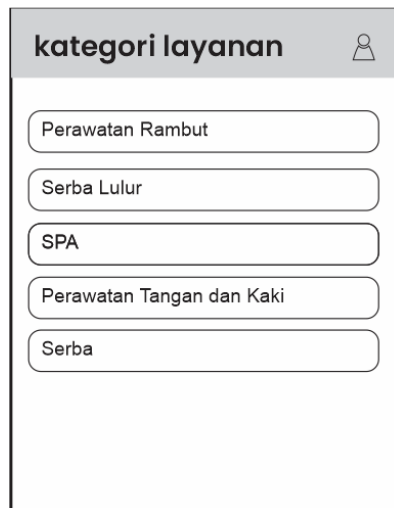 kategori layanan
Perawatan Rambut
Serba Lulur
SPA
Perawatan Tangan dan Kaki
Serba